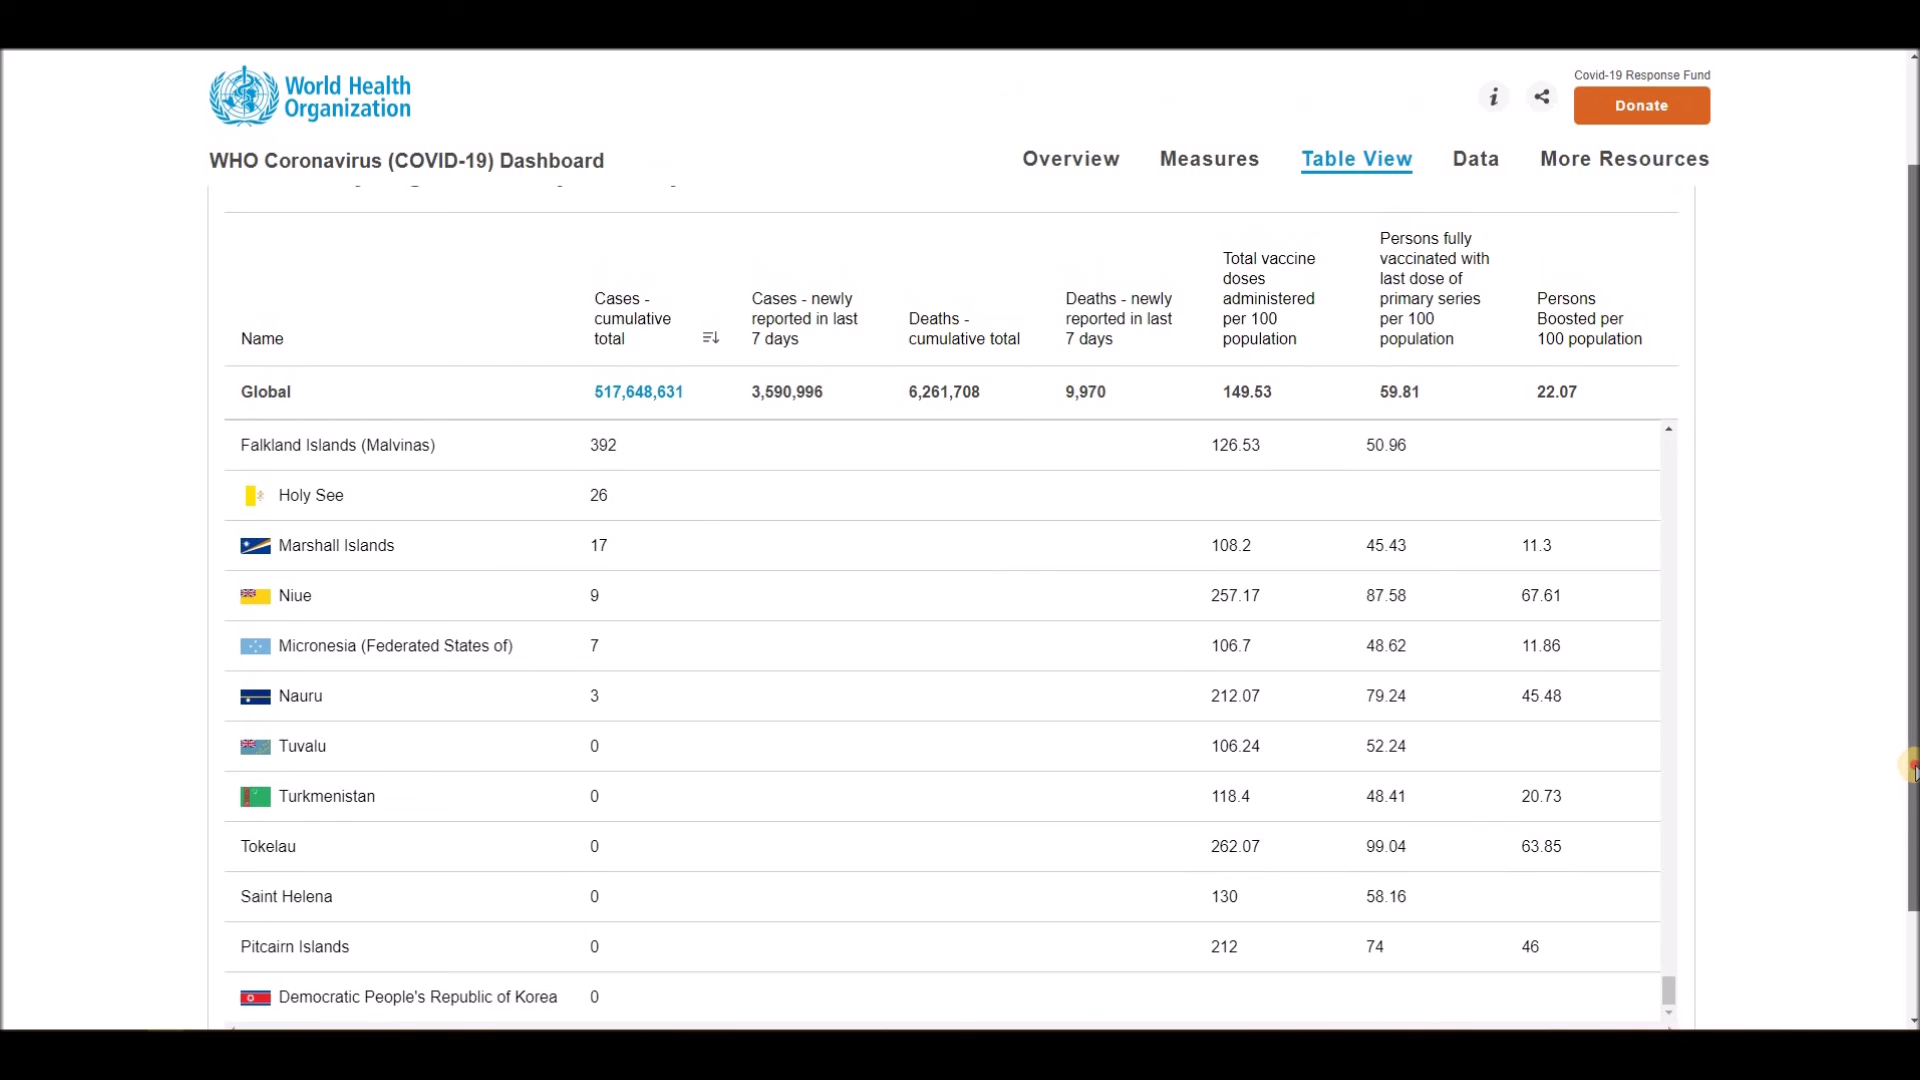 World Health
Organization
Covid-19 Response Fund
Donate
WHO Coronavirus (COVID-19) Dashboard
Overview Measures Table View Data More Resources
Name
Cases -
cumulative
total
Cases - newly
reported in last
7 days
Deaths -
cumulative total
Deaths - newly
reported in last
7 days
Total vaccine
doses
administered
per 100
population
Persons fully
vaccinated with
last dose of
primary series
per 100
population
Persons
Boosted per
100 population
Global 517,648,631 3,590,996 6,261,708 9,970 149.53 59.81 22.07
Falkland Islands (Malvinas) 392 126.53 50.96
Holy See 26
Marshall Islands 17 108.2 45.43 11.3
Niue 9 257.17 87.58 67.61
Micronesia (Federated States of) 7 106.7 48.62 11.86
Nauru 3 212.07 79.24 45.48
Tuvalu 0 106.24 52.24
Turkmenistan 0 118.4 48.41 20.73
Tokelau 0 262.07 99.04 63.85
Saint Helena 0 130 58.16
Pitcairn Islands 0 212 74 46
Democratic People's Republic of Korea 0